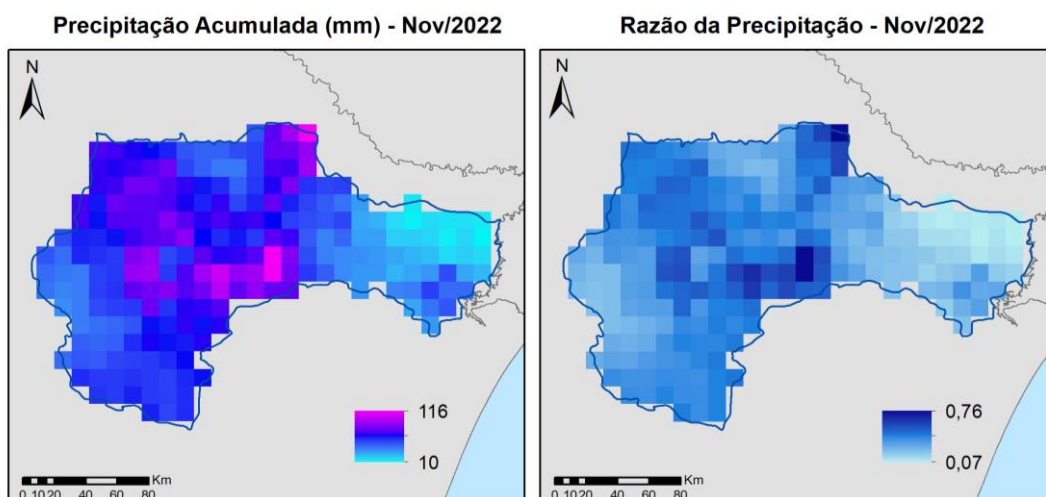 Precipitação Acumulada (mm) - Nov/2022
Razão da Precipitação - Nov/2022
N
N
116
10
0,76
0,07
Km
0 10 20 40 60 80
Km
0 10 20 40 60 80